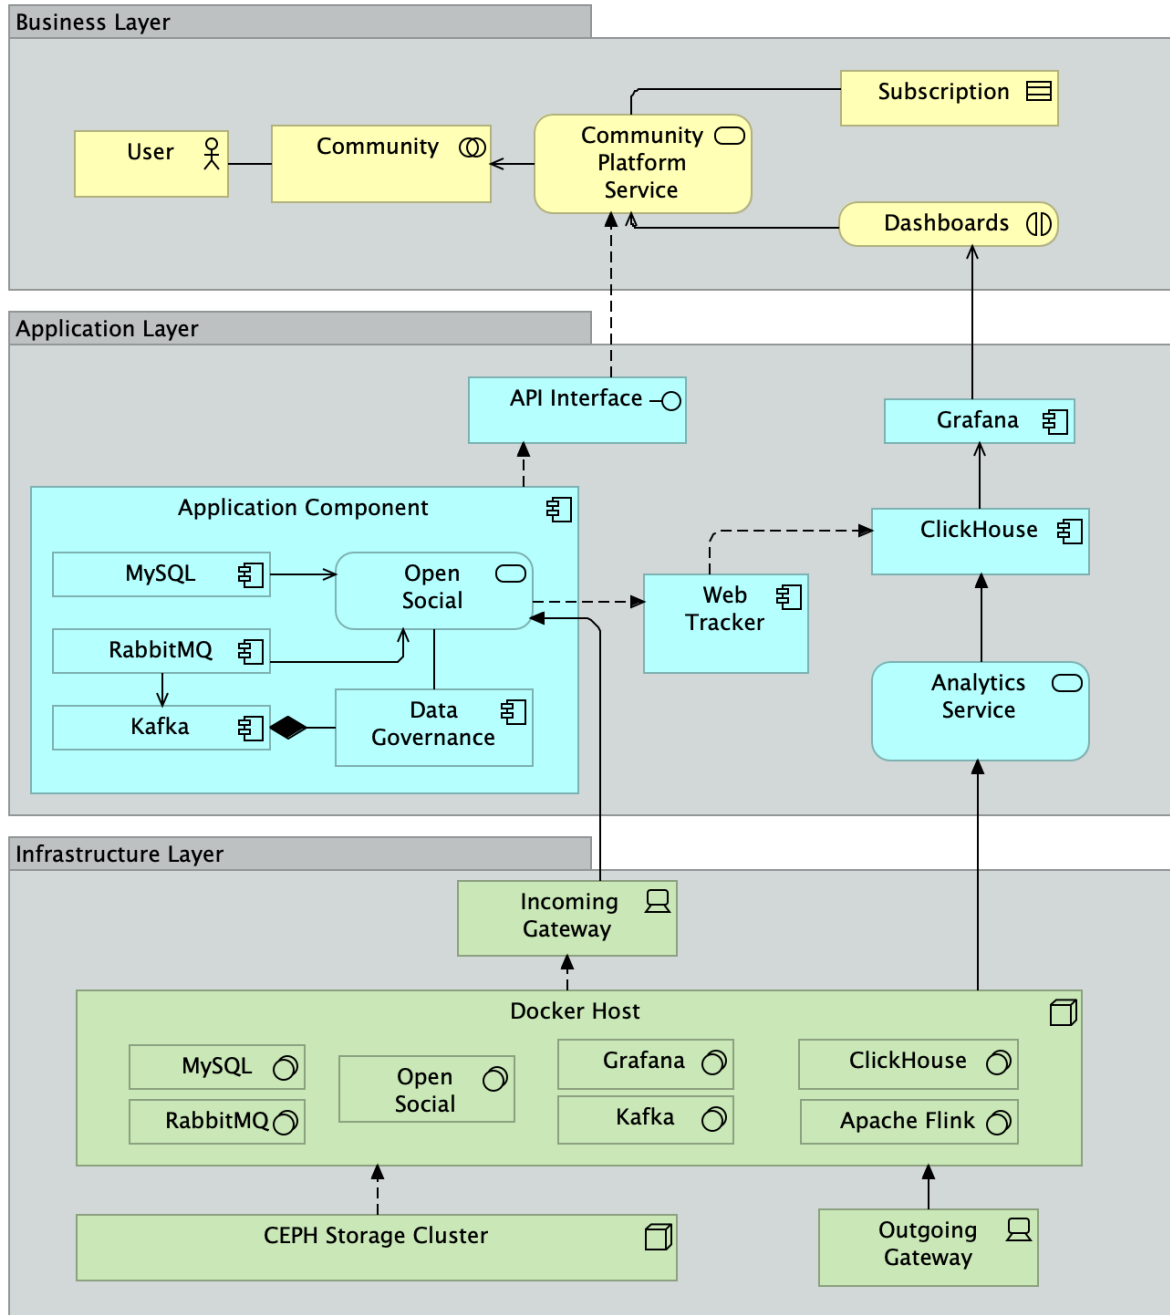 Business Layer
Subscription
User
Community
Community
Platform
Service
Dashboards
Application Layer
API Interface
Grafana
Application Component
ClickHouse
MySQL
Open
Social
Web
Tracker
RabbitMQ
Kafka
Data
Governance
Analytics
Service
Infrastructure Layer
Incoming
Gateway
Docker Host
MySQL
Open
Social
Grafana
ClickHouse
RabbitMQ
Kafka
Apache Flink
CEPH Storage Cluster
Outgoing
Gateway